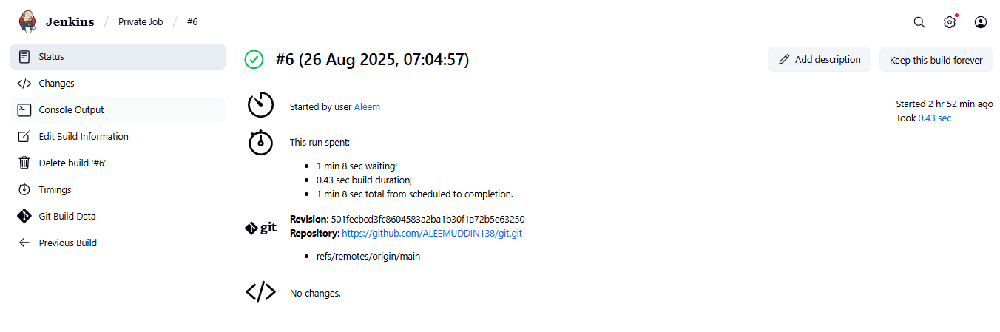 Jenkins / Private Job / #6
Status
Changes
Console Output
Edit Build Information
Delete build ‘#6’
Timings
Git Build Data
Previous Build
#6 (26 Aug 2025, 07:04:57)
Add description
Keep this build forever
Started by user Aleem
Started 2 hr 52 min ago
Took 0.43 sec
This run spent:
1 min 8 sec waiting;
0.43 sec build duration;
1 min 8 sec total from scheduled to completion.
git
Revision: 501fecbcd3fc8604583a2ba1b30f1a72b5e63250
Repository: https://github.com/ALEEMUDDIN138/git.git
refs/remotes/origin/main
No changes.